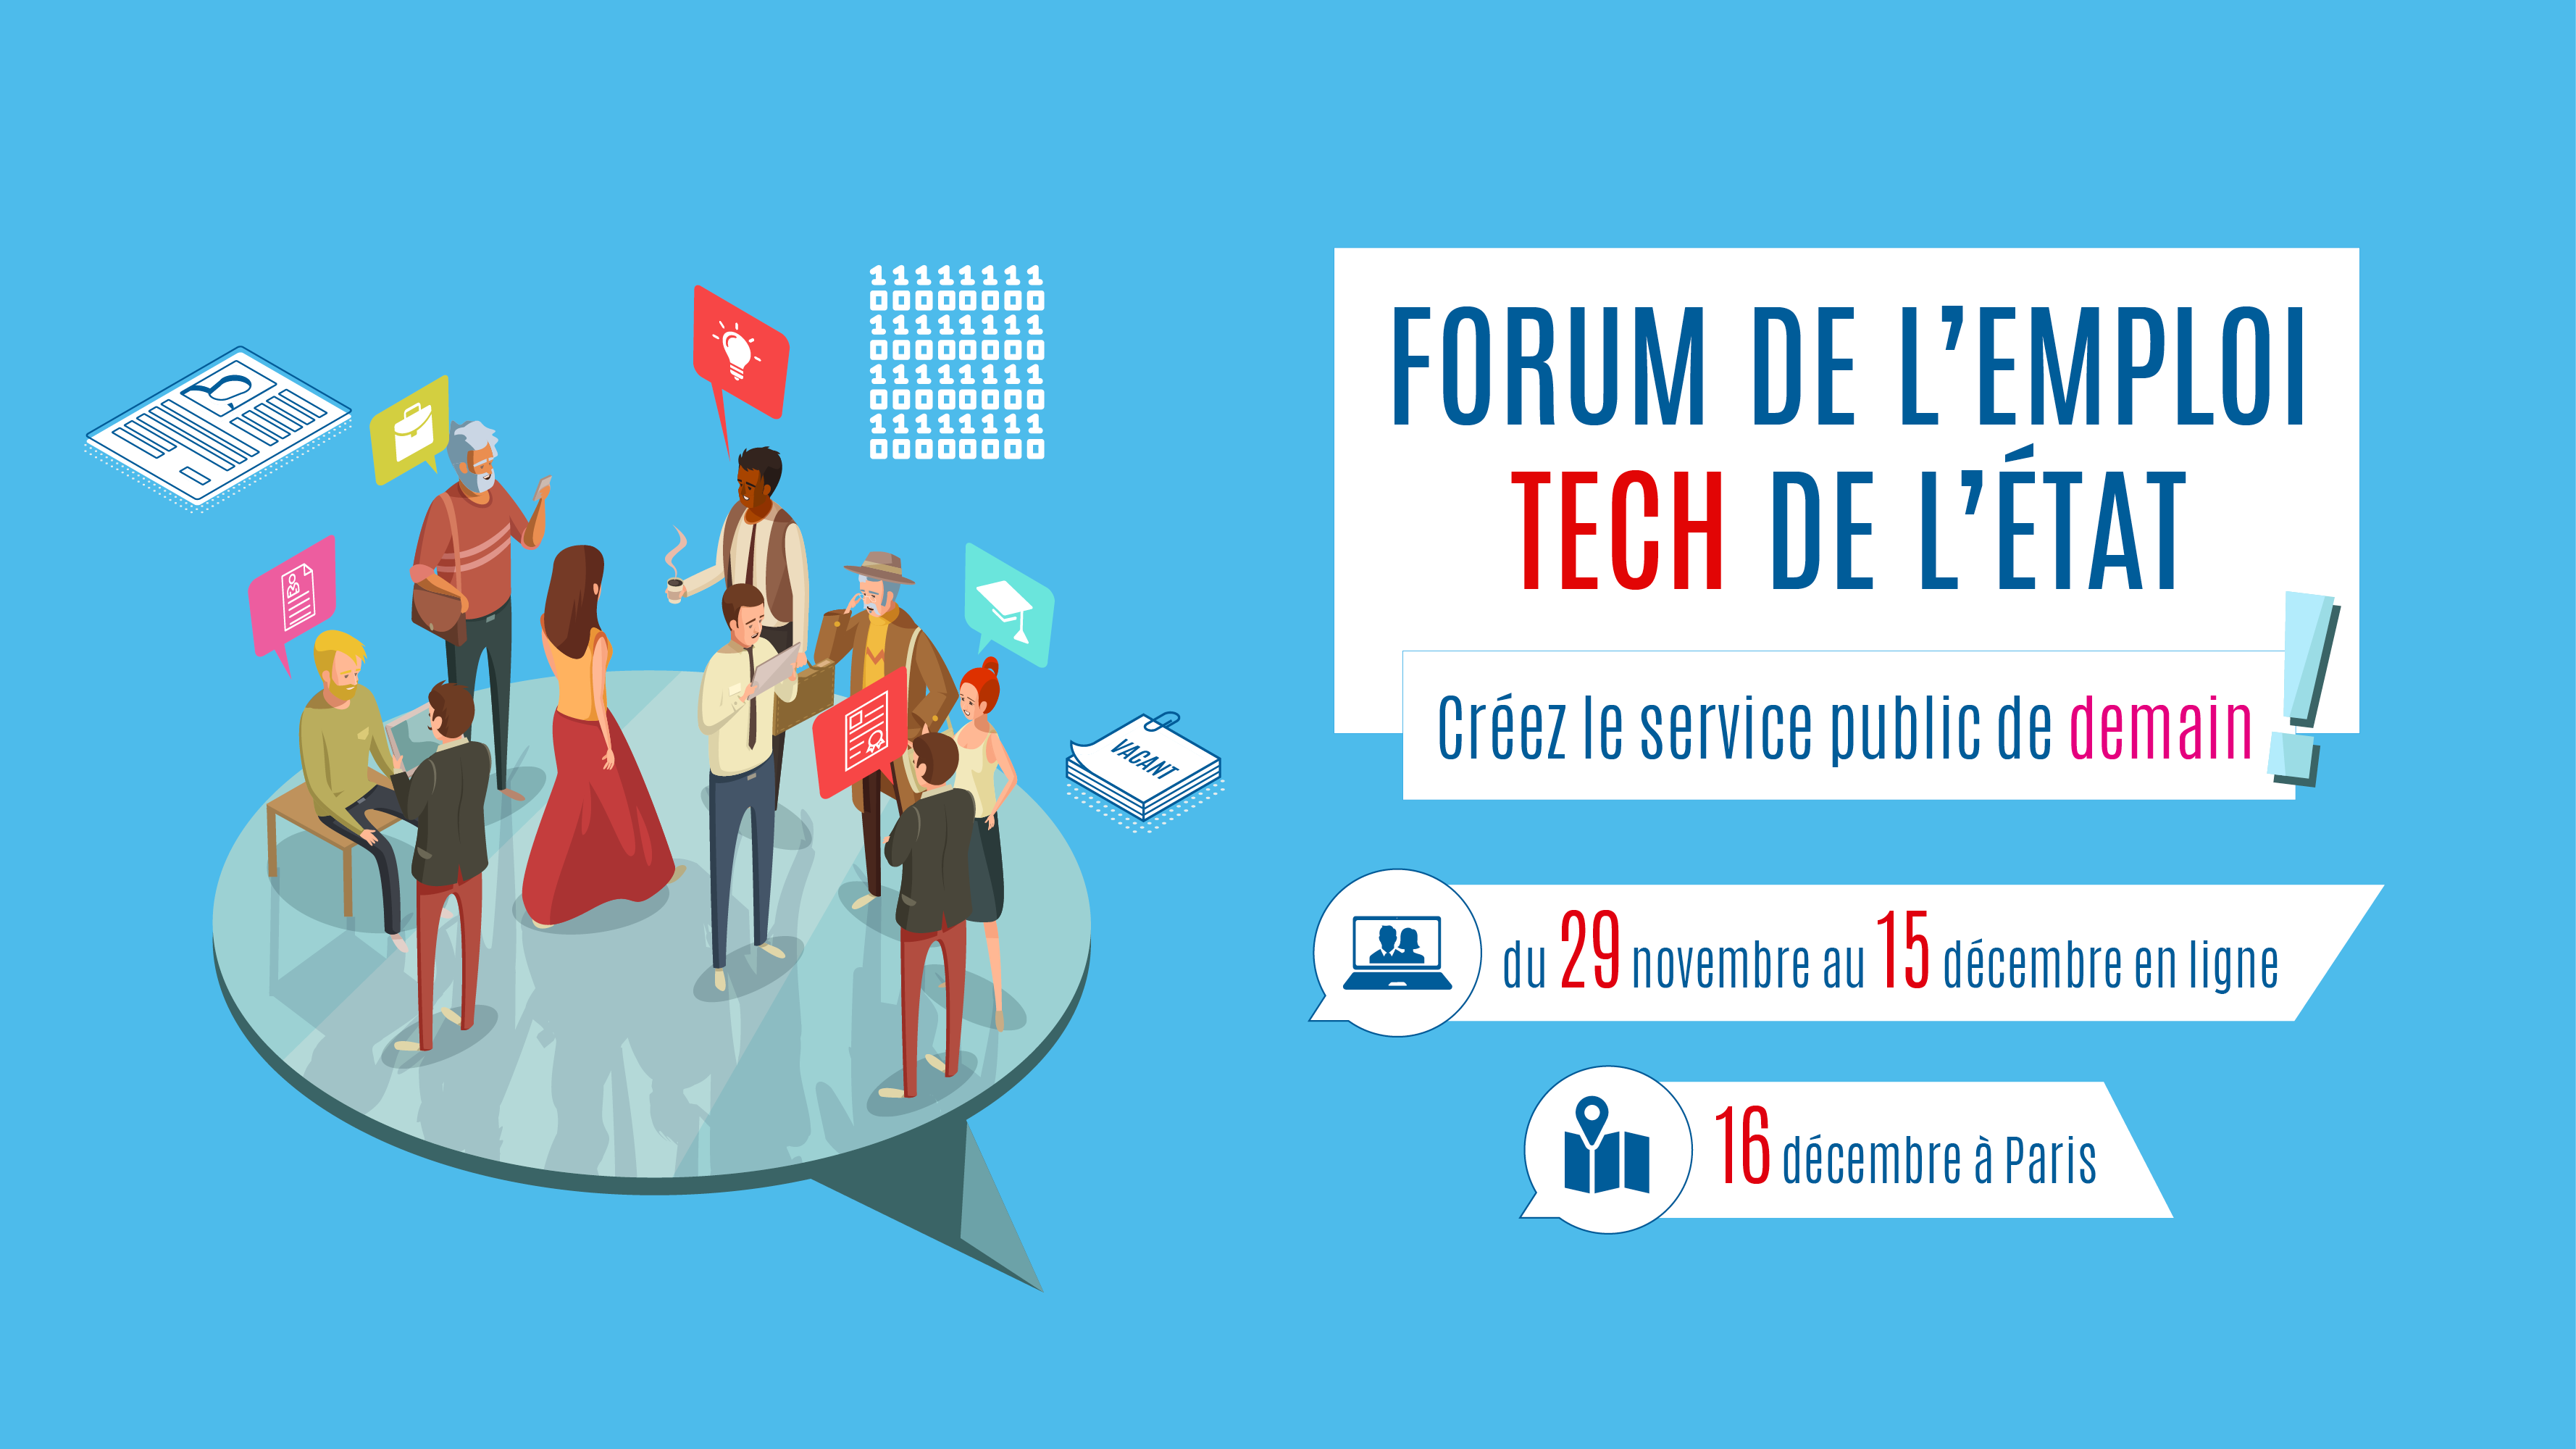 11111111
00000000
11111111
00000000
11111111
00000000
11111111
00000000
VACANT
FORUM DE L’EMPLOI
TECH DE L’ÉTAT
Créez le service public de demain !
du 29 novembre au 15 décembre en ligne
16 décembre à Paris